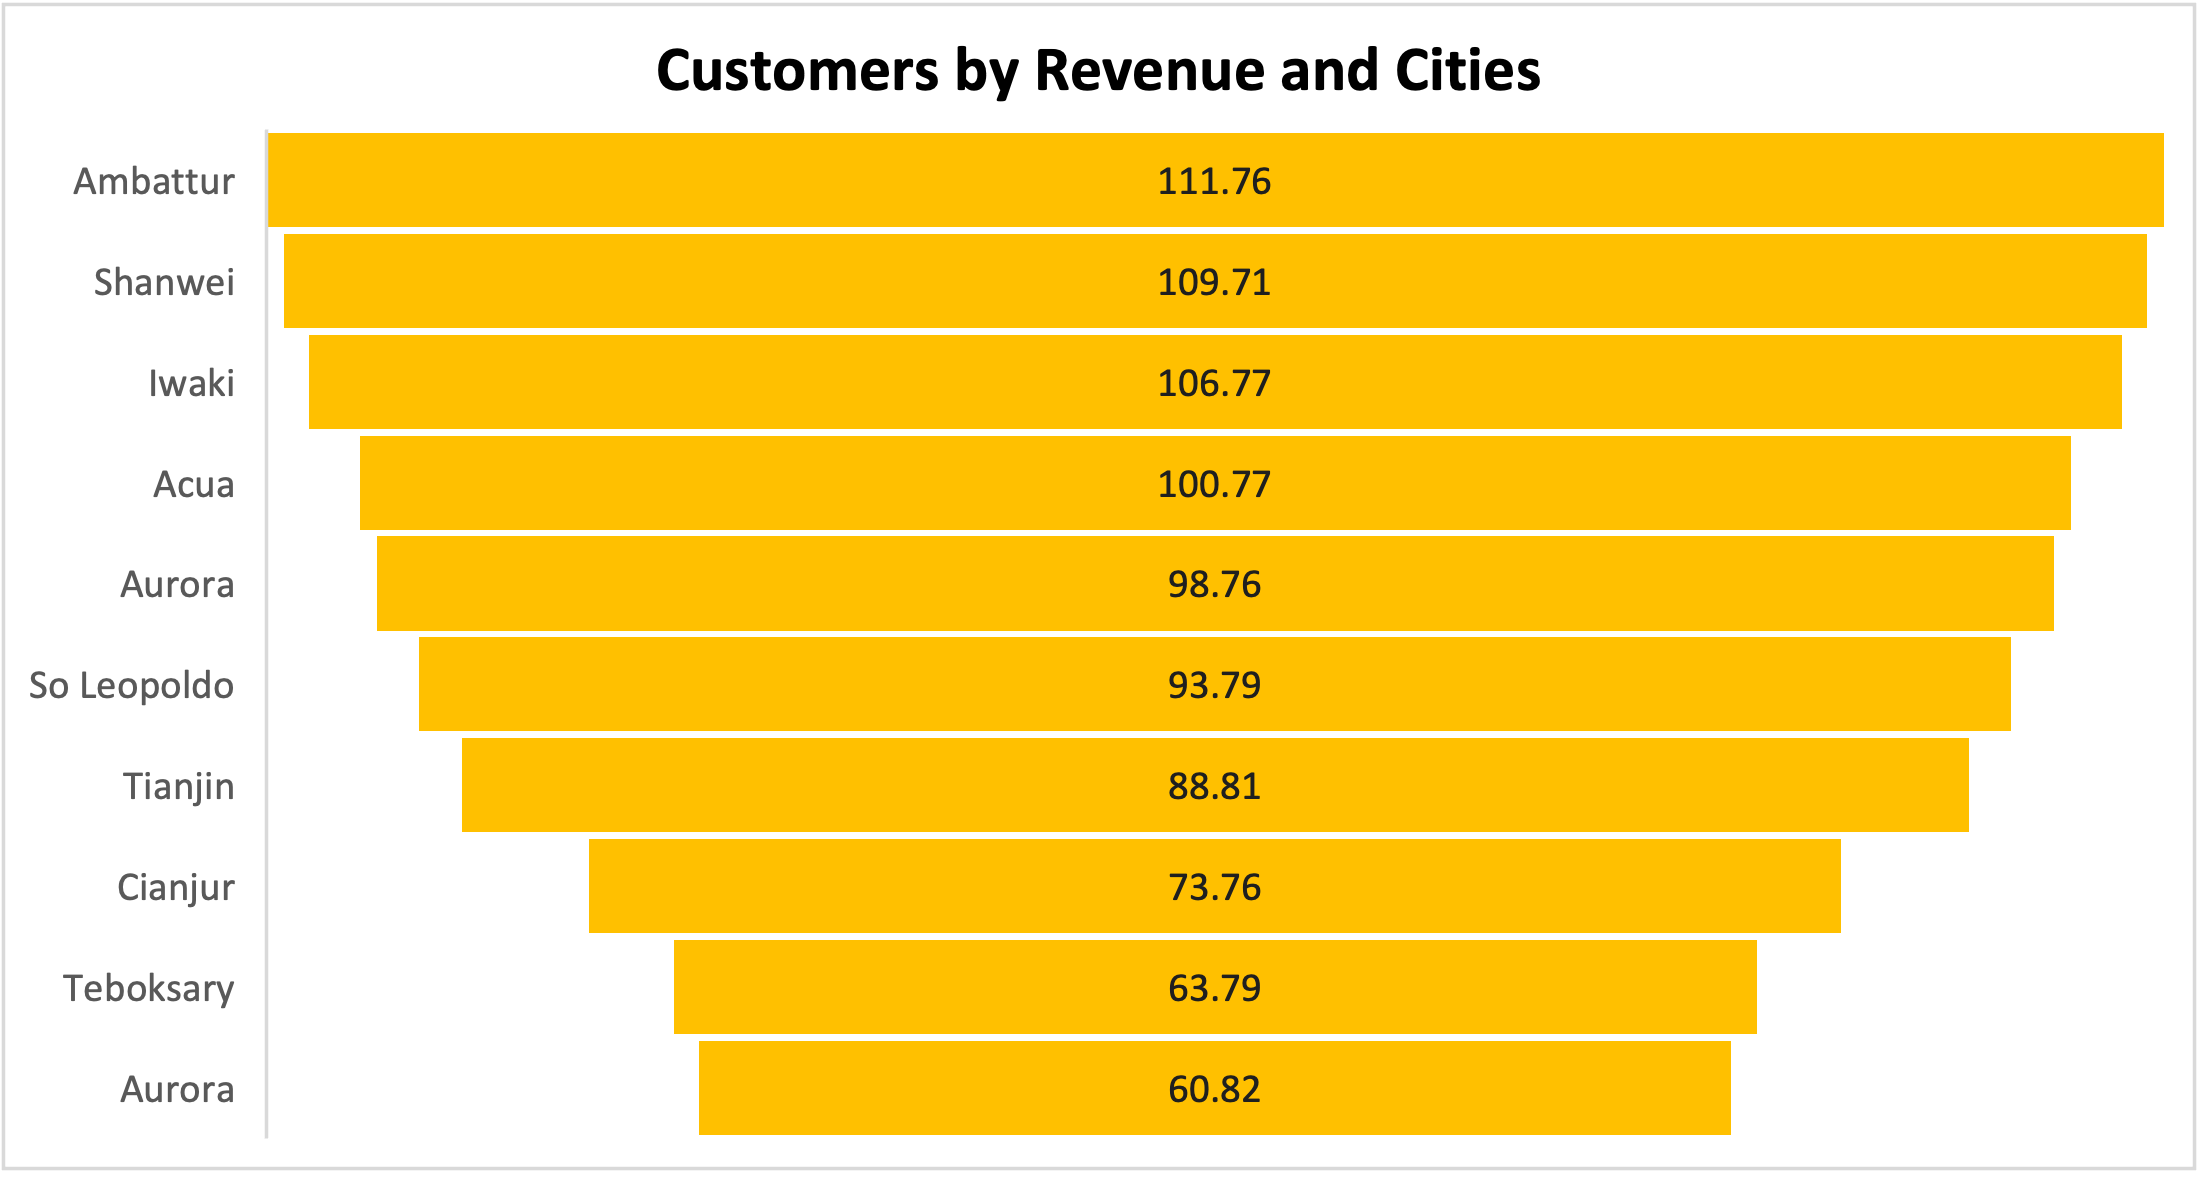 Customers by Revenue and Cities
Ambattur 111.76
Shanwei 109.71
Iwaki 106.77
Acua 100.77
Aurora 98.76
So Leopoldo 93.79
Tianjin 88.81
Cianjur 73.76
Teboksary 63.79
Aurora 60.82